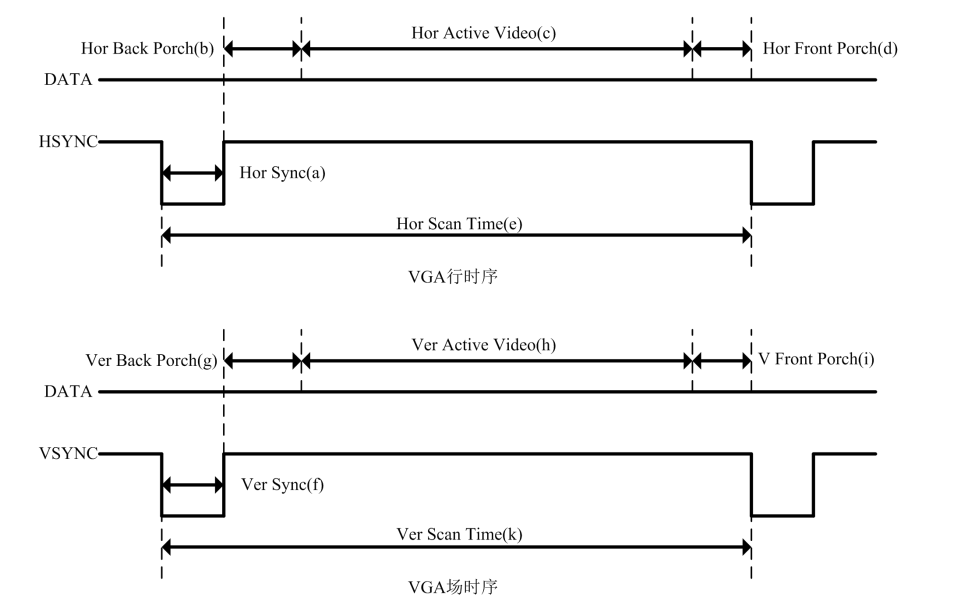 Hor Active Video(c)
Hor Back Porch(b)
Hor Front Porch(d)
DATA
HSYNC
Hor Sync(a)
Hor Scan Time(e)
VGA行时序
Ver Active Video(h)
Ver Back Porch(g)
V Front Porch(i)
DATA
VSYNC
Ver Sync(f)
Ver Scan Time(k)
VGA场时序